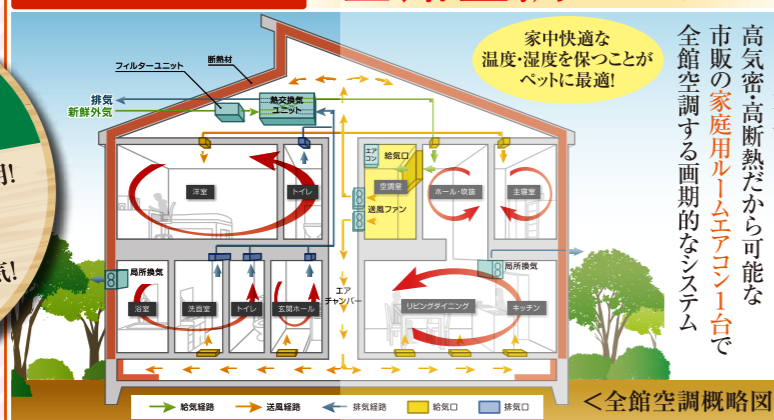 家中快適な
温度・湿度を保つことが
ペットに最適!
高気密・高断熱だから可能な
市販の家庭用ルームエアコン1台で
全館空調する画期的なシステム
断熱材
フィルターユニット
排気
新鮮外気
熱交換気
ユニット
エア
コン
給気口
空調室
送風ファン
洋室
トイレ
ホール・吹抜
主寝室
局所換気
局所換気
浴室
洗面室
トイレ
玄関ホール
エア
チャンバー
リビングダイニング
キッチン
給気経路
送風経路
排気経路
給気口
排気口
<全館空調概略図